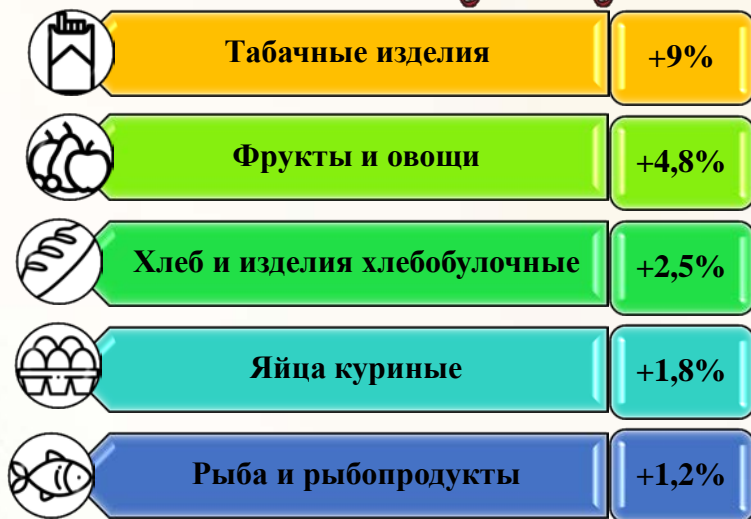 Табачные изделия +9%
Фрукты и овощи +4,8%
Хлеб и изделия хлебобулочные +2,5%
Яйца куриные +1,8%
Рыба и рыбопродукты +1,2%